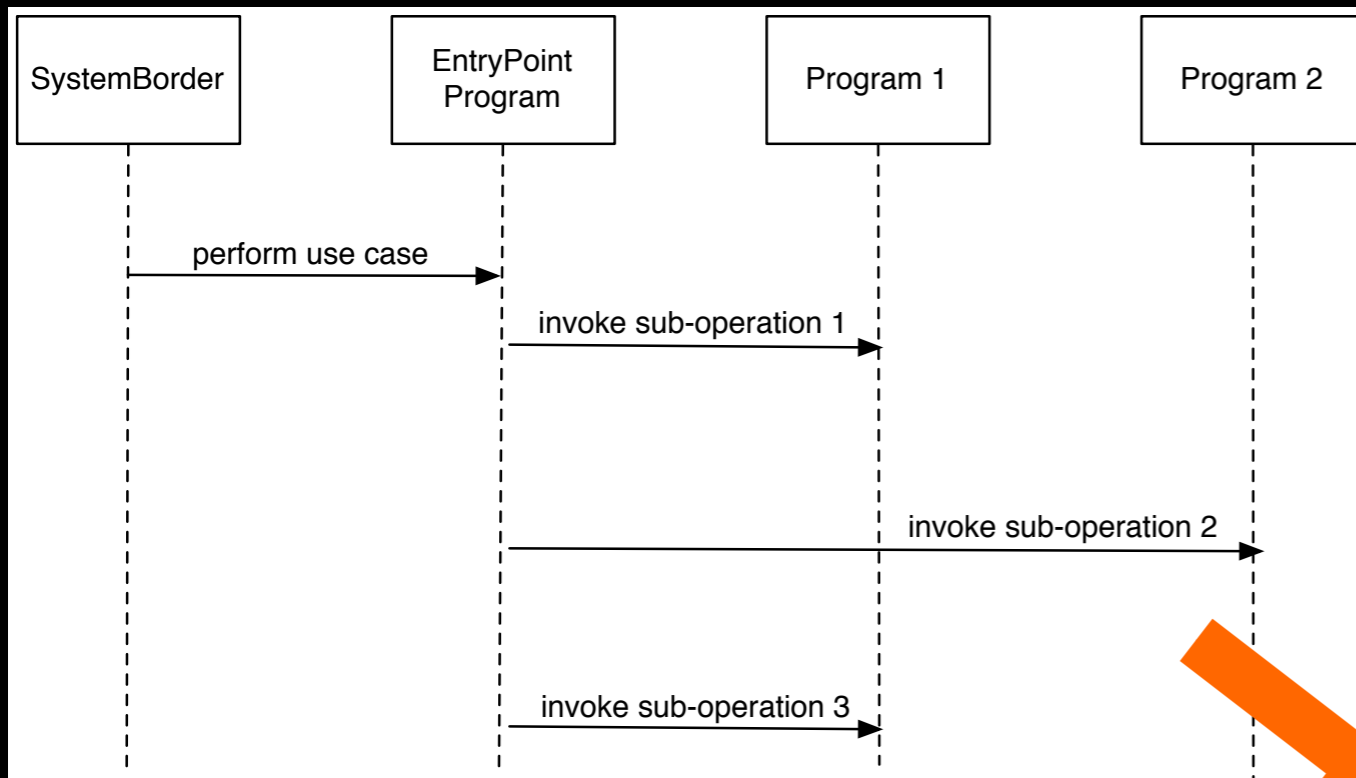 SystemBorder
EntryPoint
Program
Program 1
Program 2
perform use case
invoke sub-operation 1
invoke sub-operation 2
invoke sub-operation 3